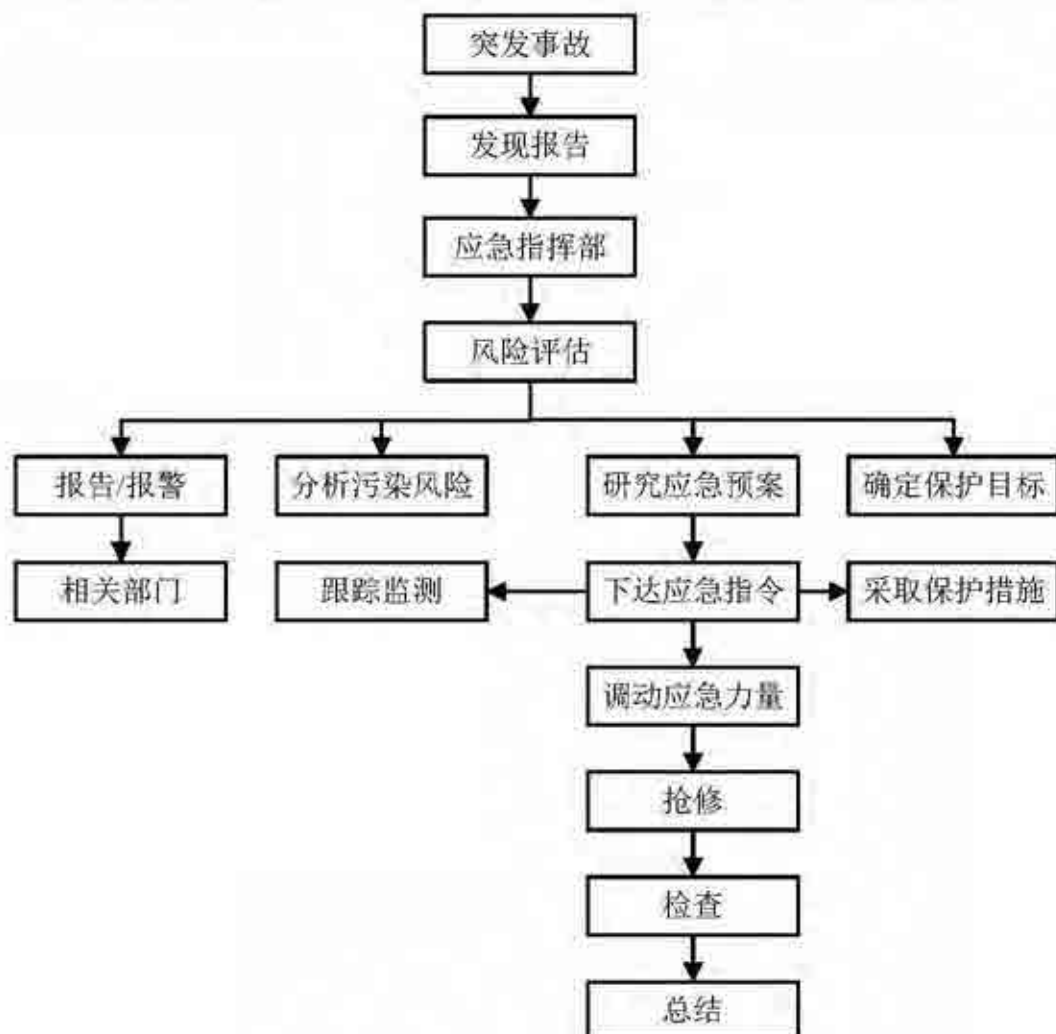 突发事故
发现报告
应急指挥部
风险评估
报告/报警
分析污染风险
研究应急预案
确定保护目标
相关部门
跟踪监测
下达应急指令
采取保护措施
调动应急力量
抢修
检查
总结